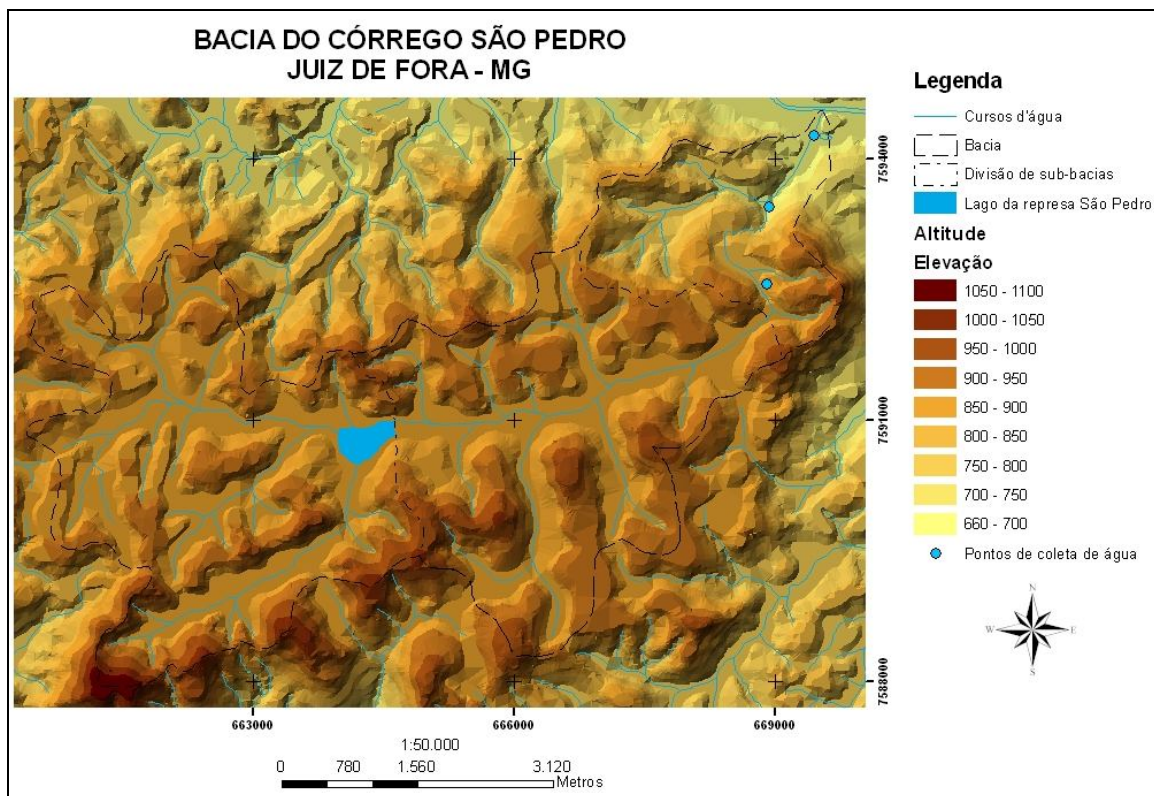 BACIA DO CÓRREGO SÃO PEDRO
JUIZ DE FORA - MG
Legenda
Cursos d'água
Bacia
Divisão de sub-bacias
Lago da represa São Pedro
Altitude
Elevação
1050 - 1100
1000 - 1050
950 - 1000
900 - 950
850 - 900
800 - 850
750 - 800
700 - 750
660 - 700
Pontos de coleta de água
N
W E
S
7594000
7591000
7588000
663000 666000 669000
1:50.000
0 780 1.560 3.120
Metros